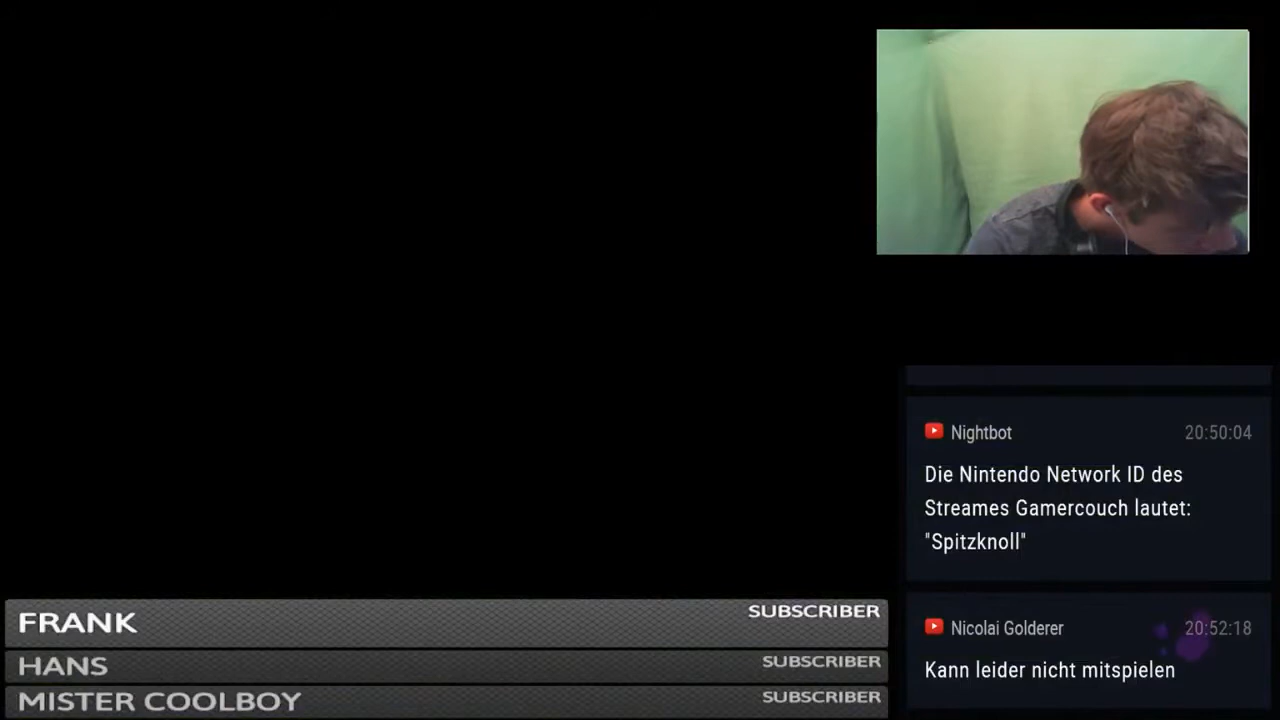 Nightbot 20:50:04
Die Nintendo Network ID des
Streames Gamercouch lautet:
"Spitzknoll"
FRANK SUBSCRIBER
HANS SUBSCRIBER
MISTER COOLBOY SUBSCRIBER
Nicolai Golderer 20:52:18
Kann leider nicht mitspielen